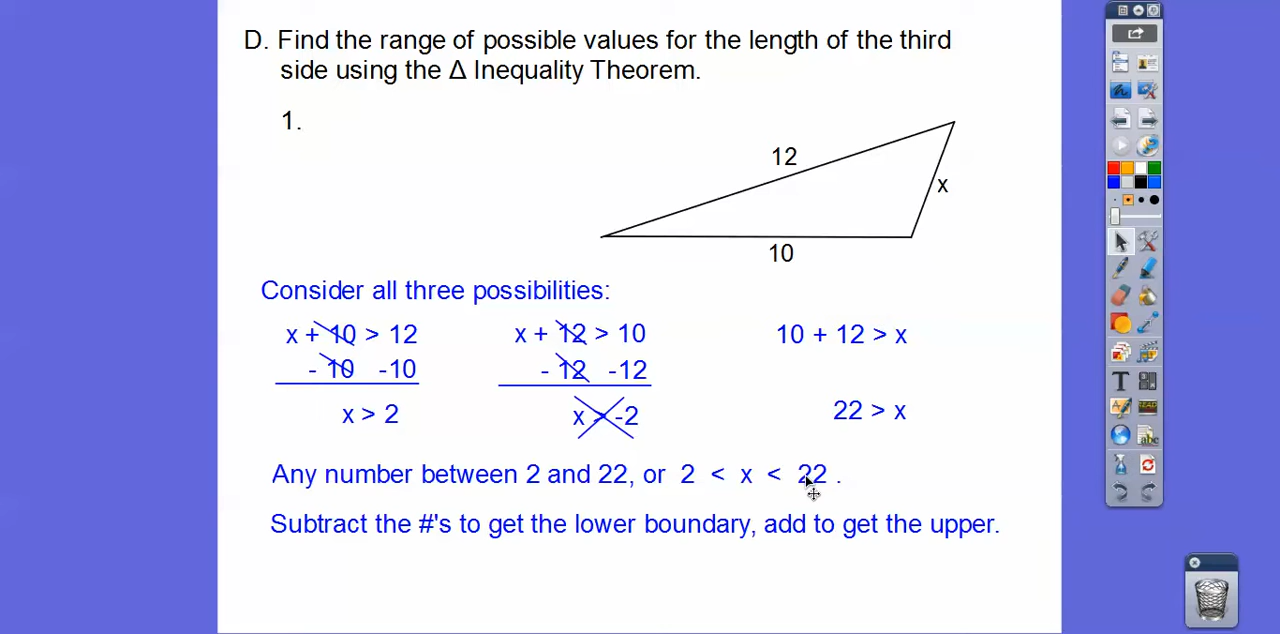 D. Find the range of possible values for the length of the third
side using the Δ Inequality Theorem.
1.
12
x
10
Consider all three possibilities:
x + 10 > 12
x + 12 > 10
10 + 12 > x
- 10 -10
- 12 -12
x > 2
x > -2
22 > x
Any number between 2 and 22, or 2 < x < 22 .
Subtract the #'s to get the lower boundary, add to get the upper.
T
abc